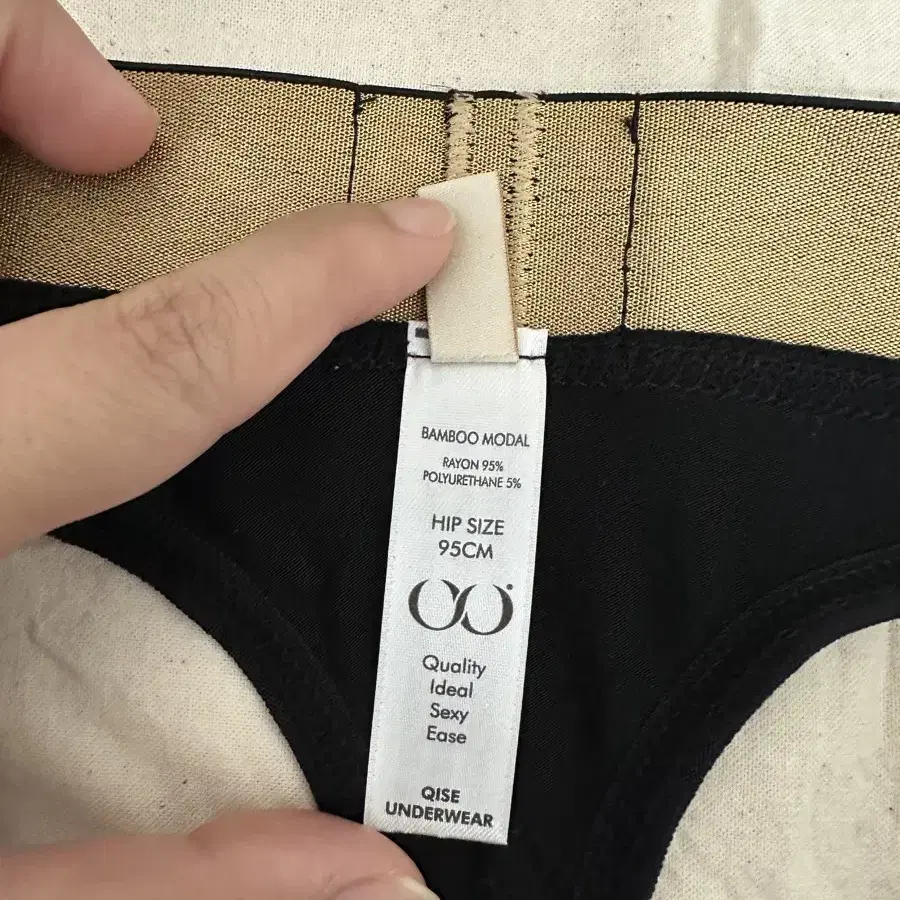 BAMBOO MODAL
RAYON 95%
POLYURETHANE 5%
HIP SIZE
95CM
Quality
Ideal
Sexy
Ease
QISE
UNDERWEAR